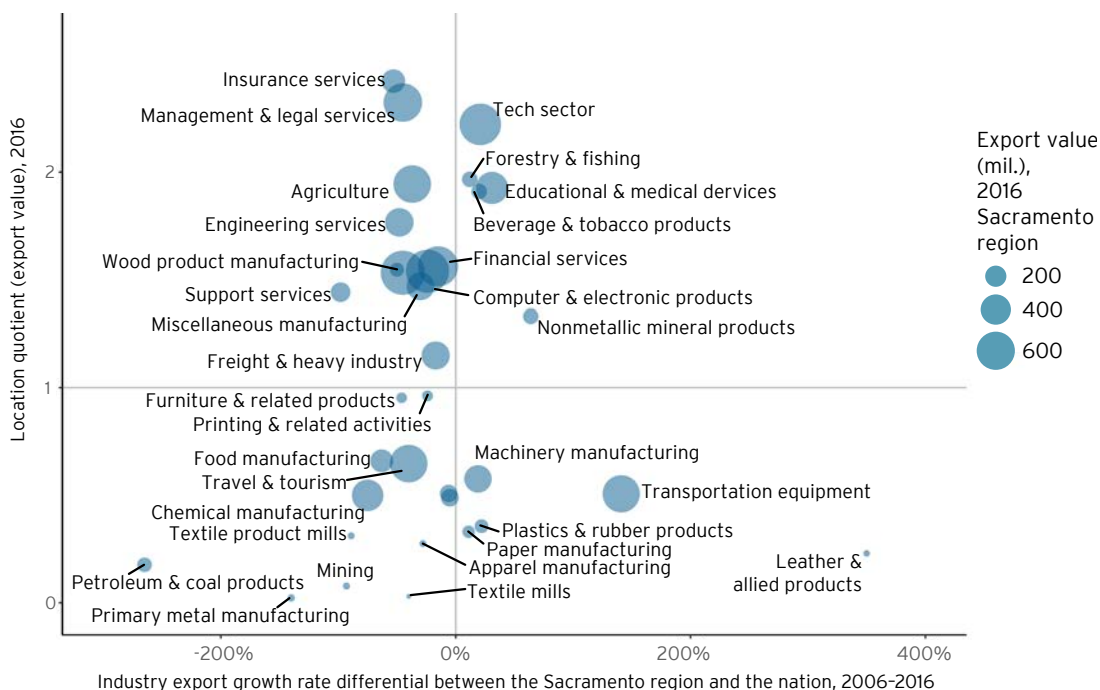 Location quotient (export value), 2016
2
1
0
Insurance services
Management & legal services
Tech sector
Forestry & fishing
Agriculture
Educational & medical dervices
Engineering services
Beverage & tobacco products
Wood product manufacturing
Financial services
Support services
Computer & electronic products
Miscellaneous manufacturing
Nonmetallic mineral products
Freight & heavy industry
Furniture & related products
Printing & related activities
Food manufacturing
Machinery manufacturing
Travel & tourism
Transportation equipment
Chemical manufacturing
Textile product mills
Plastics & rubber products
Paper manufacturing
Apparel manufacturing
Leather &
allied products
Mining
Petroleum & coal products
Textile mills
Primary metal manufacturing
-200%
0%
200%
400%
Industry export growth rate differential between the Sacramento region and the nation, 2006-2016
Export value
(mil.),
2016
Sacramento
region
200
400
600